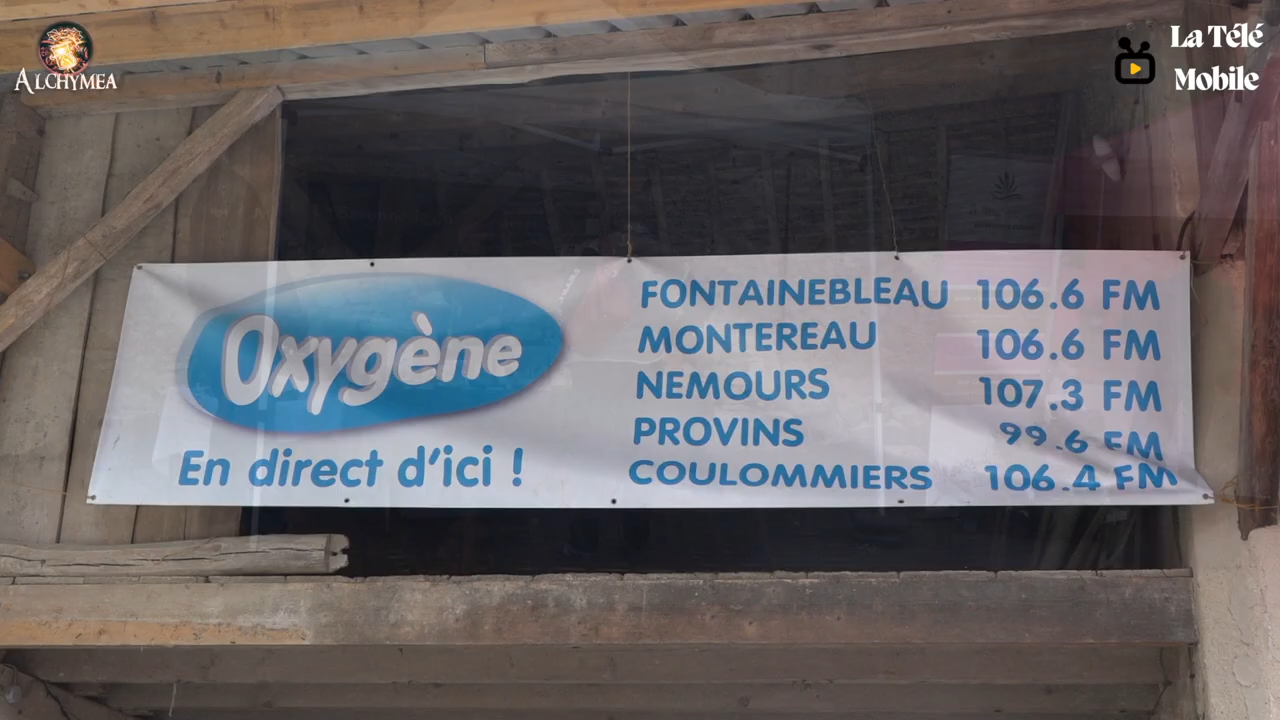 ALCHYMEA
La Télé
Mobile
Oxygène
En direct d'ici !
FONTAINEBLEAU 106.6 FM
MONTEREAU 106.6 FM
NEMOURS 107.3 FM
PROVINS 99.6 FM
COULOMMIERS 106.4 FM